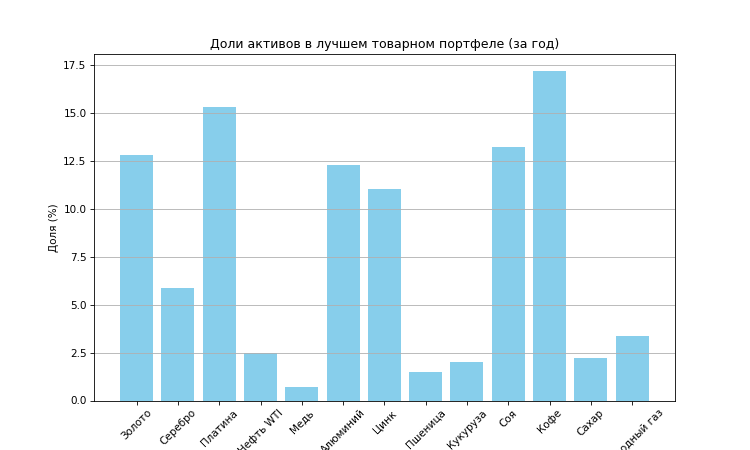 Доли активов в лучшем товарном портфеле (за год)
Доля (%)
17.5
15.0
12.5
10.0
7.5
5.0
2.5
0.0
Золото
Серебро
Платина
Нефть WTI
Медь
Алюминий
Цинк
Пшеница
Кукуруза
Соя
Кофе
Сахар
газ